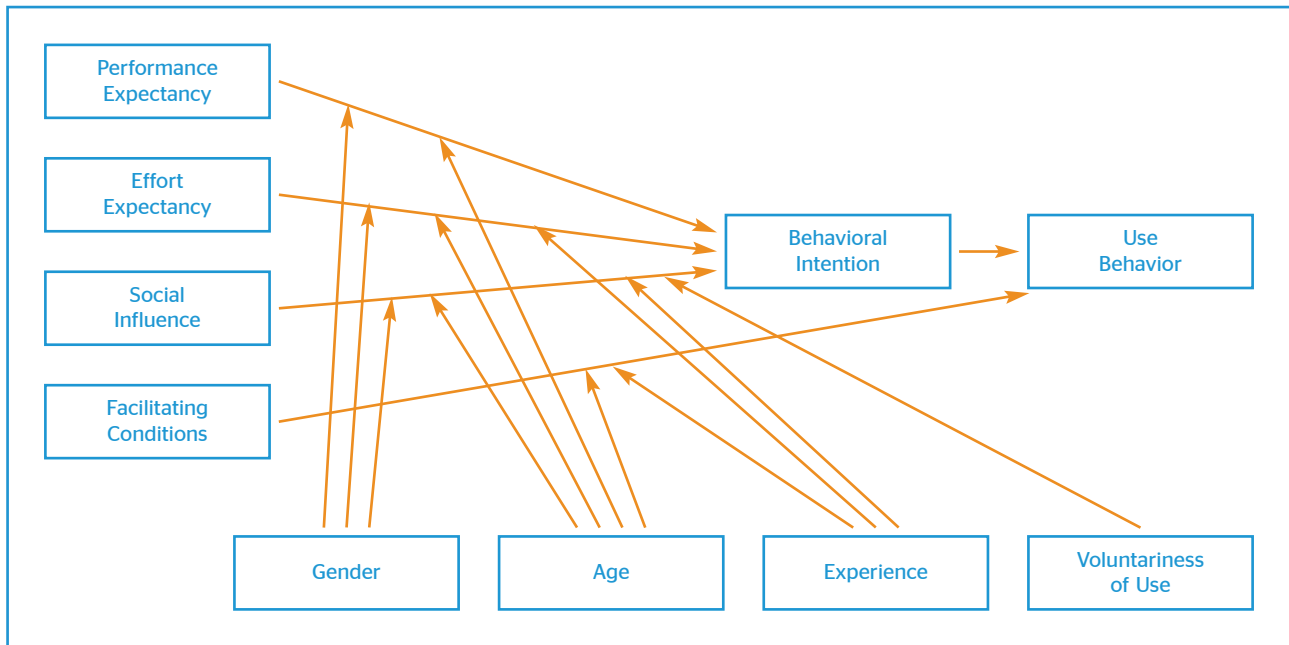 Performance
Expectancy
Effort
Expectancy
Social
Influence
Facilitating
Conditions
Behavioral
Intention
Use
Behavior
Gender
Age
Experience
Voluntariness
of Use